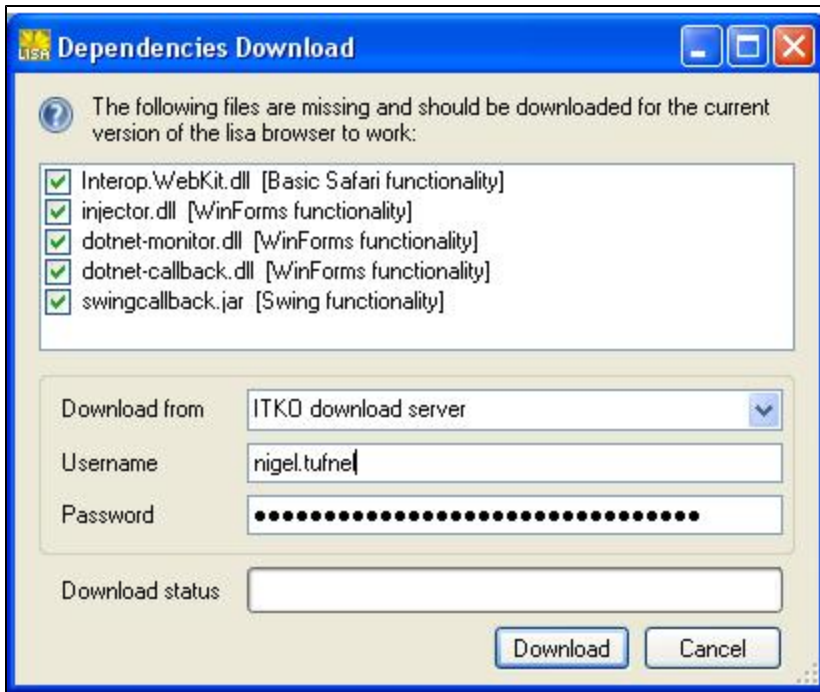 LISA Dependencies Download
The following files are missing and should be downloaded for the current
version of the lisa browser to work:
Interop.WebKit.dll [Basic Safari functionality]
injector.dll [WinForms functionality]
dotnet-monitor.dll [WinForms functionality]
dotnet-callback.dll [WinForms functionality]
swingcallback.jar [Swing functionality]
Download from ITKO download server
Username nigel.tufnel
Password ●●●●●●●●●●●●●●●●●●●●●●●●●●●●●●●●
Download status
Download Cancel